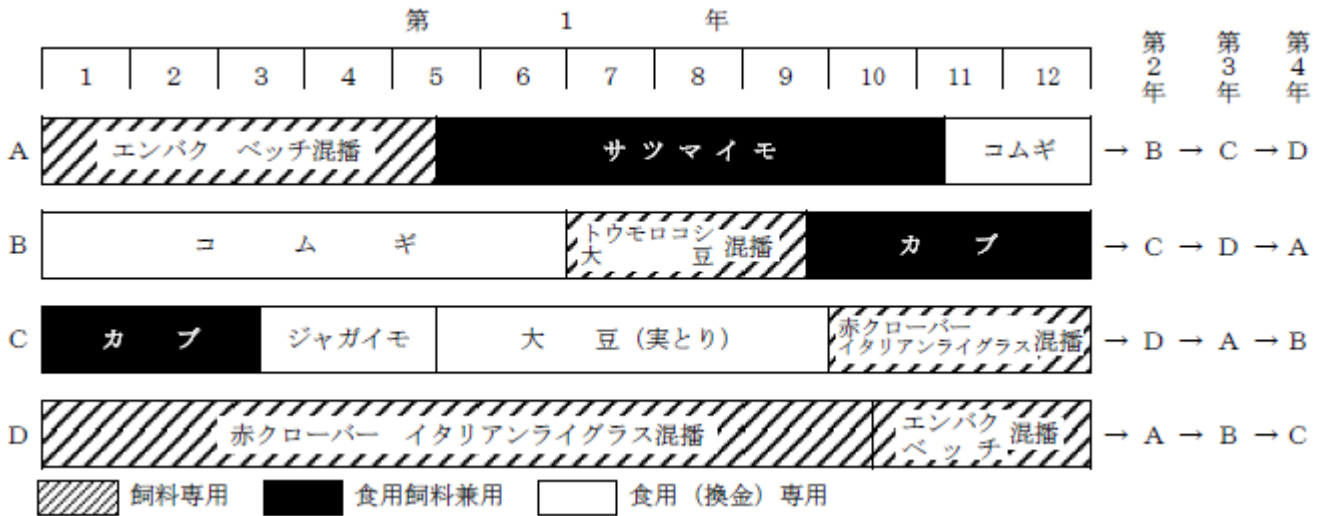 第 1 年
1 2 3 4 5 6 7 8 9 10 11 12
第2年 第3年 第4年
A エンバク ベッチ混播 サツマイモ コムギ → B → C → D
B コムギ トウモロコシ大豆混播 カブ → C → D → A
C カブ ジャガイモ 大豆(実とり) 赤クローバーイタリアンライグラス混播 → D → A → B
D 赤クローバー イタリアンライグラス混播 エンバクベッチ混播 → A → B → C
飼料専用 食用飼料兼用 食用(換金)専用